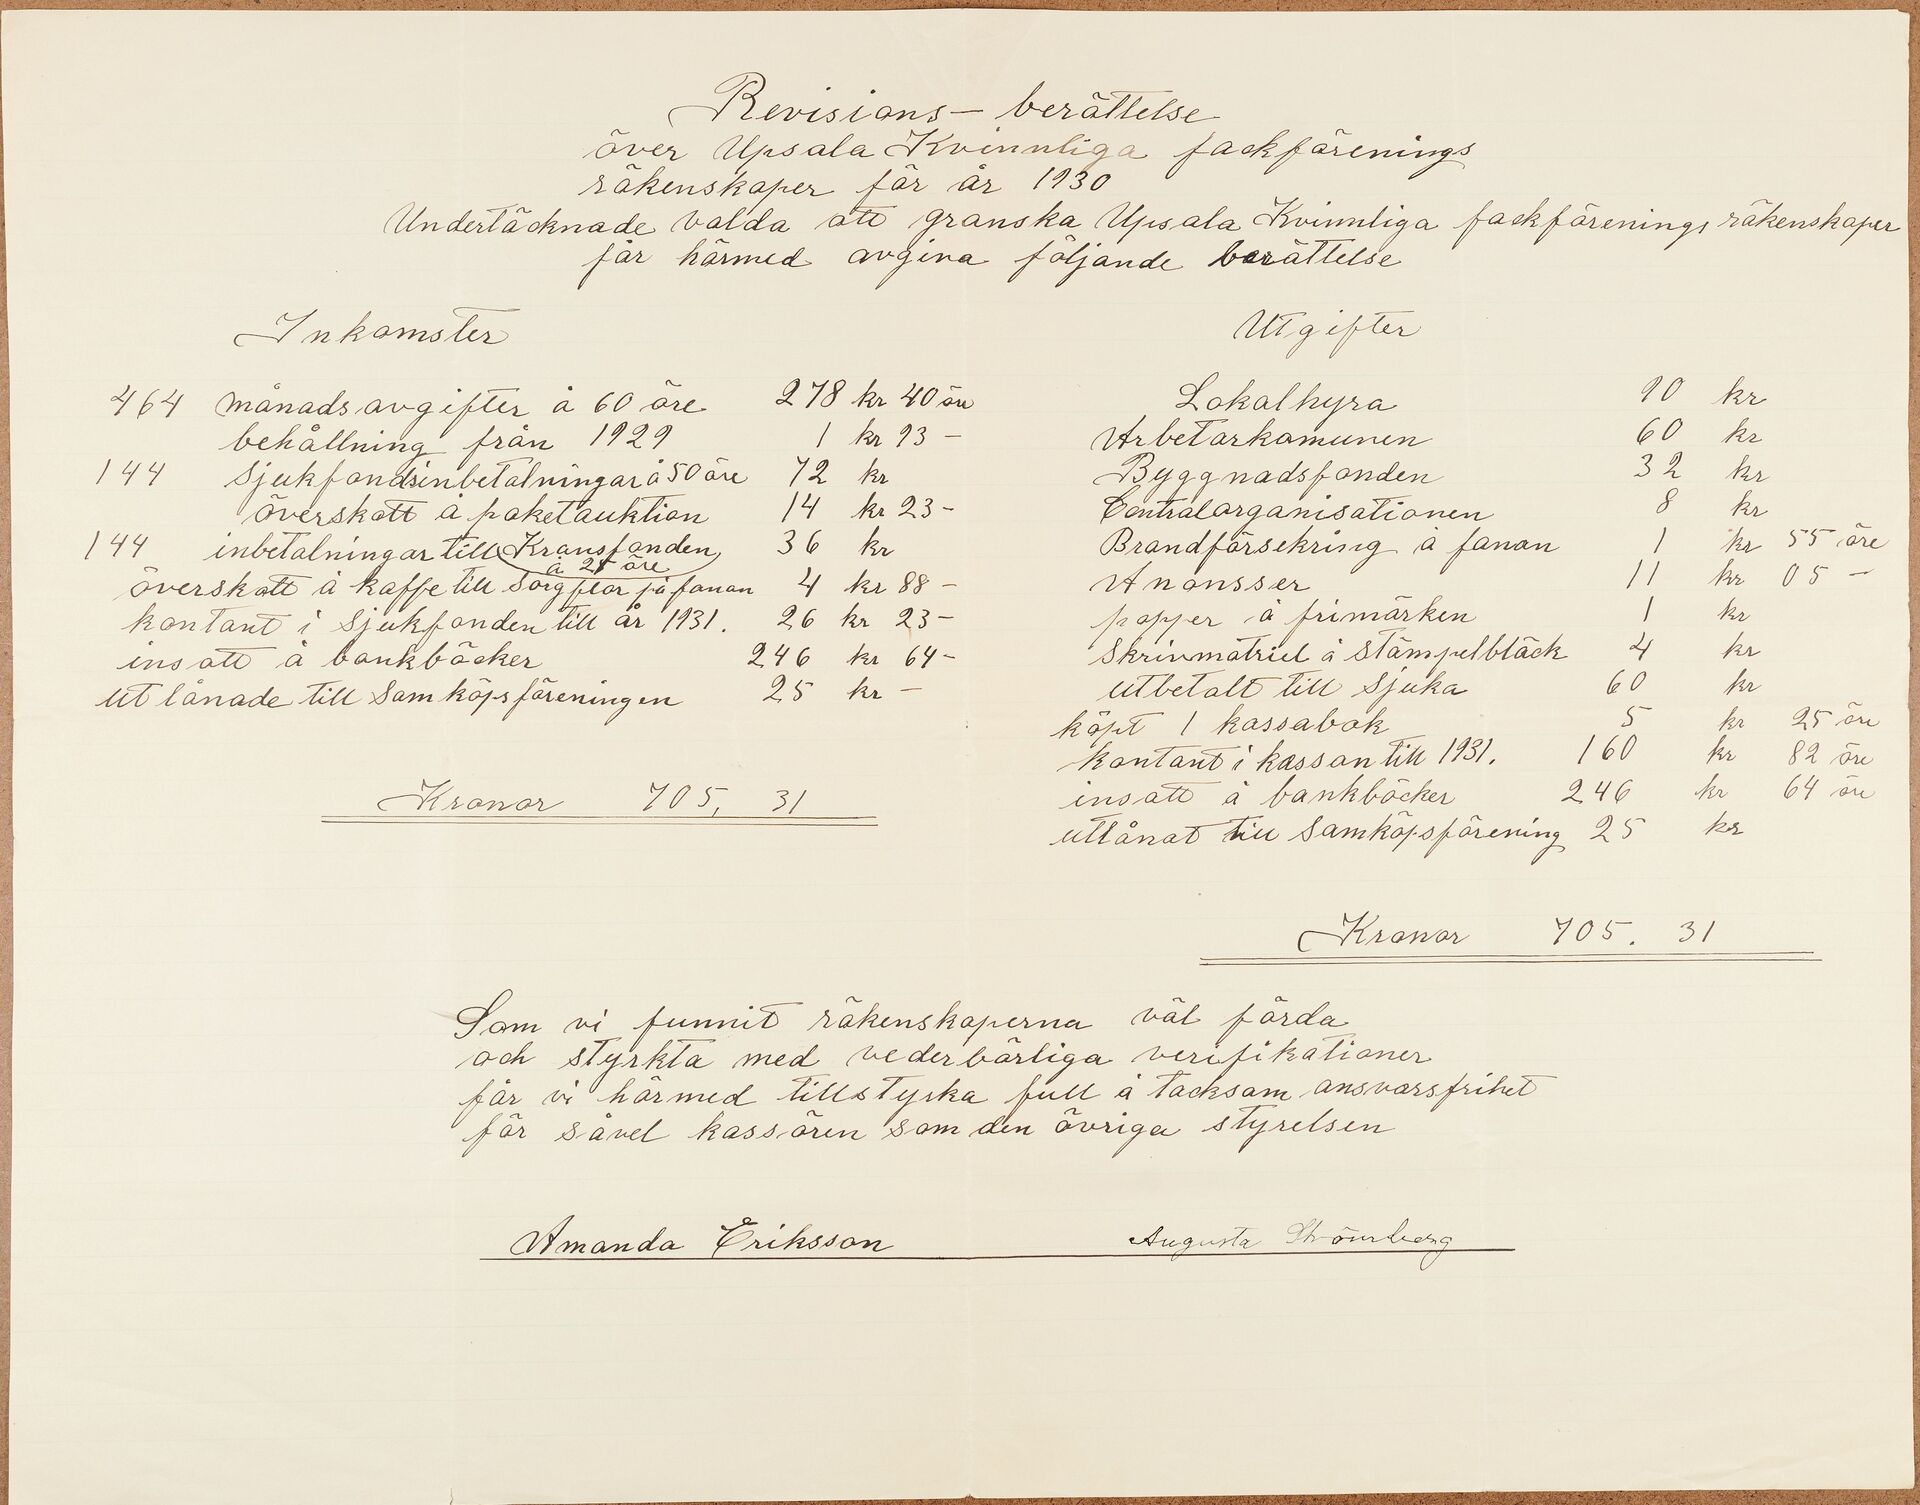 Revisions- berättelse
över Upsala Kvinnliga fackförenings
räkenskaper för år 1930
Undertäcknade valda att granska Upsala Kvinnliga fackförenings räkenskaper
får härmed avgiva följande berättelse
Inkomster
464 månadsavgifter å 60 öre 278 kr 40 öre
behållning från 1929 1 kr 93 -
144 sjukfondsinbetalningar å 50 öre 72 kr
överskott å paketauktion 14 kr 23 -
144 inbetalningar till Kransfonden 36 kr
å 25 öre
överskott å kaffe till sorgflor på fanan 4 kr 88 -
kontant i sjukfonden till år 1931. 26 kr 23 -
insatt å bankböcker 246 kr 64 -
utlånade till Samköpsföreningen 25 kr -
Kronor 705, 31
Utgifter
Lokalhyra 90 kr
Arbetarkomunen 60 kr
Byggnadsfonden 32 kr
Centralorganisationen 8 kr
Brandförsekring å fanan 1 kr 55 öre
Anonsser 11 kr 05 -
papper å frimärken 1 kr
Skrivmatriel å stämpelbläck 4 kr
utbetalt till sjuka 60 kr
köpt 1 kassabok 5 kr 25 öre
kontant i kassan till 1931. 160 kr 82 öre
insatt å bankböcker 246 kr 64 öre
utlånat till Samköpsförening 25 kr
Kronor 705. 31
Som vi funnit räkenskaperna väl förda
och styrkta med vederbörliga verifikationer
får vi härmed tillstyrka full å tacksam ansvarsfrihet
för såvel kassören som den övriga styrelsen
Amanda Eriksson Augusta Strömberg